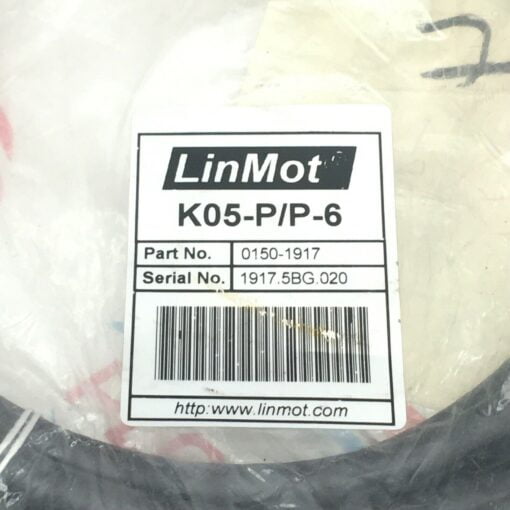 LinMot®
K05-P/P-6
Part No. 0150-1917
Serial No. 1917.5BG.020
http:www.linmot.com